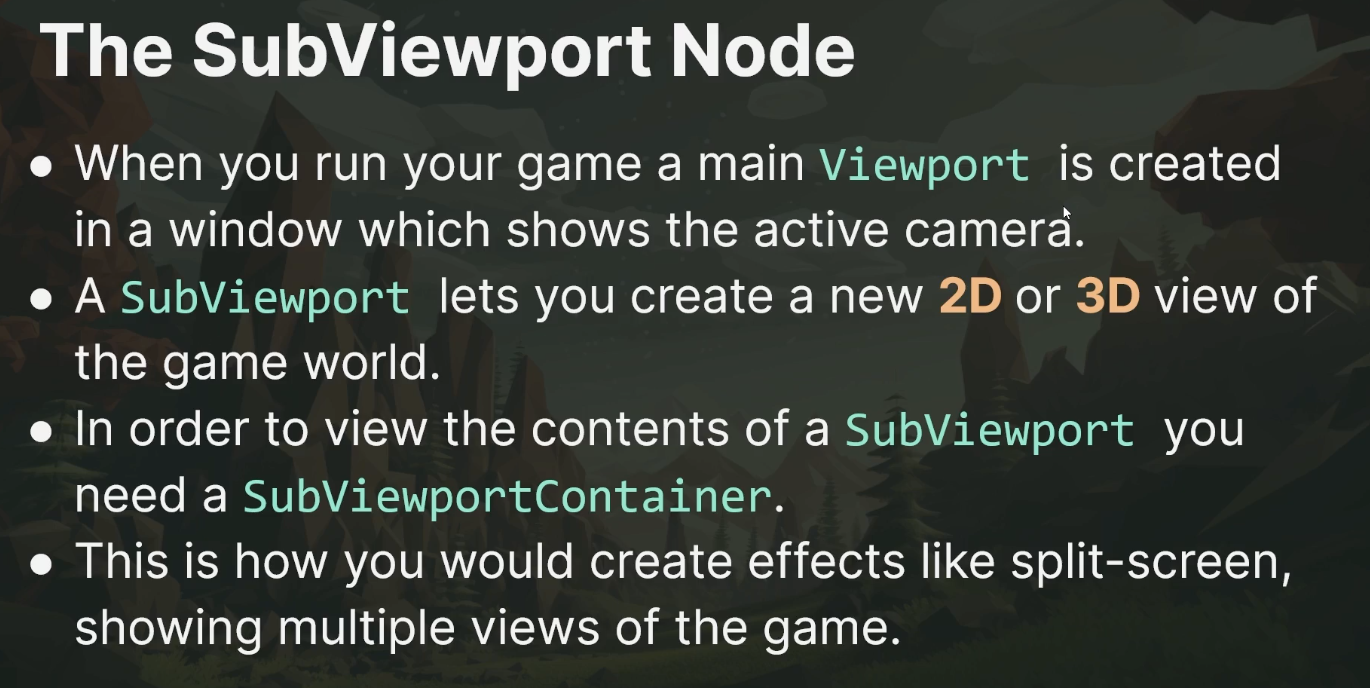 The SubViewport Node
● When you run your game a main Viewport is created
in a window which shows the active camera.
● A SubViewport lets you create a new 2D or 3D view of
the game world.
● In order to view the contents of a SubViewport you
need a SubViewportContainer.
● This is how you would create effects like split-screen,
showing multiple views of the game.